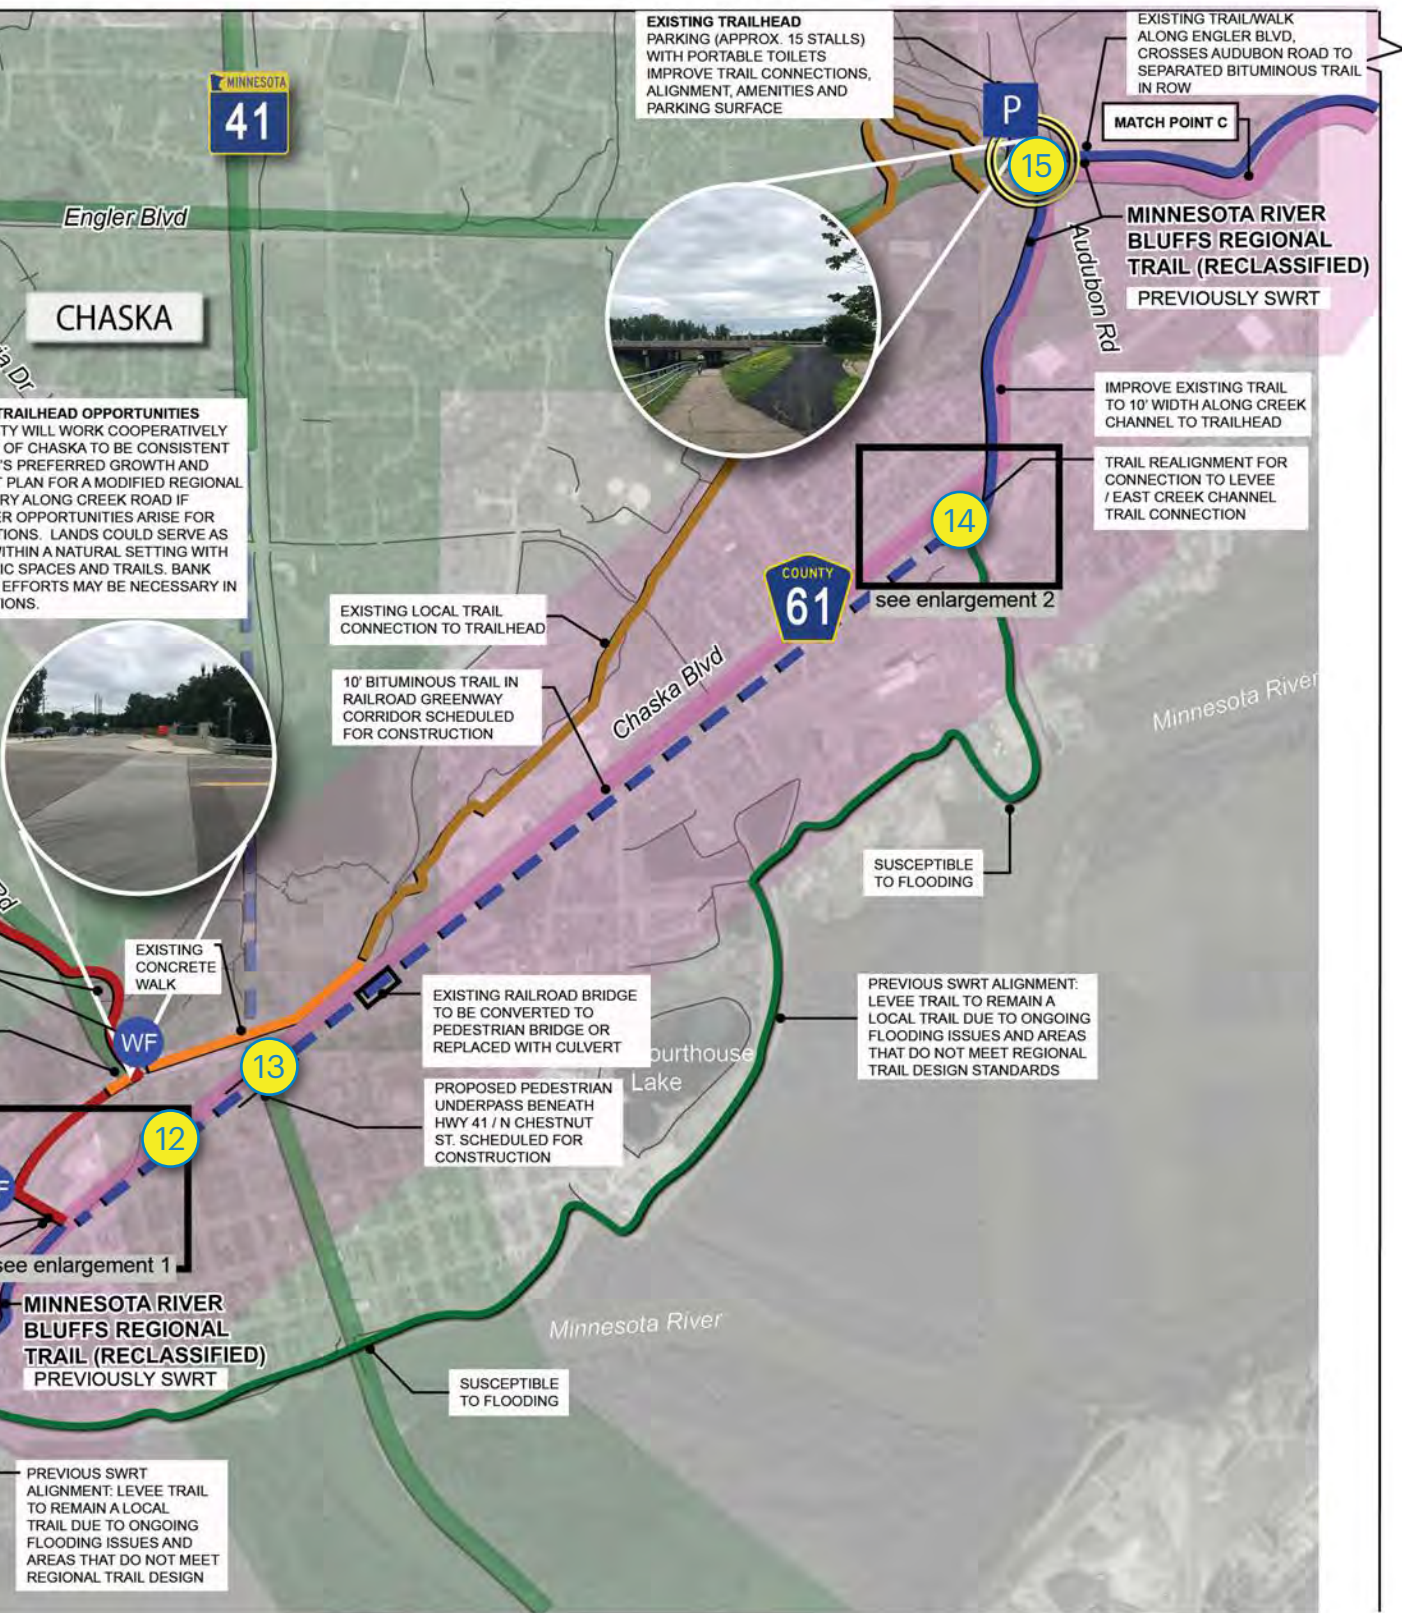 EXISTING TRAILHEAD
PARKING (APPROX. 15 STALLS)
WITH PORTABLE TOILETS
IMPROVE TRAIL CONNECTIONS,
ALIGNMENT, AMENITIES AND
PARKING SURFACE
EXISTING TRAIL/WALK
ALONG ENGLER BLVD,
CROSSES AUDUBON ROAD TO
SEPARATED BITUMINOUS TRAIL
IN ROW
MINNESOTA
41
P
MATCH POINT C
15
Engler Blvd
MINNESOTA RIVER
BLUFFS REGIONAL
TRAIL (RECLASSIFIED)
PREVIOUSLY SWRT
Audubon Rd
CHASKA
ia Dr
IMPROVE EXISTING TRAIL
TO 10' WIDTH ALONG CREEK
CHANNEL TO TRAILHEAD
TRAILHEAD OPPORTUNITIES
TY WILL WORK COOPERATIVELY
OF CHASKA TO BE CONSISTENT
'S PREFERRED GROWTH AND
T PLAN FOR A MODIFIED REGIONAL
RY ALONG CREEK ROAD IF
ER OPPORTUNITIES ARISE FOR
TIONS. LANDS COULD SERVE AS
WITHIN A NATURAL SETTING WITH
IC SPACES AND TRAILS. BANK
EFFORTS MAY BE NECESSARY IN
IONS.
TRAIL REALIGNMENT FOR
CONNECTION TO LEVEE
/ EAST CREEK CHANNEL
TRAIL CONNECTION
14
see enlargement 2
COUNTY
61
EXISTING LOCAL TRAIL
CONNECTION TO TRAILHEAD
10' BITUMINOUS TRAIL IN
RAILROAD GREENWAY
CORRIDOR SCHEDULED
FOR CONSTRUCTION
Chaska Blvd
Minnesota River
SUSCEPTIBLE
TO FLOODING
Rd
EXISTING
CONCRETE
WALK
EXISTING RAILROAD BRIDGE
TO BE CONVERTED TO
PEDESTRIAN BRIDGE OR
REPLACED WITH CULVERT
PREVIOUS SWRT ALIGNMENT:
LEVEE TRAIL TO REMAIN A
LOCAL TRAIL DUE TO ONGOING
FLOODING ISSUES AND AREAS
THAT DO NOT MEET REGIONAL
TRAIL DESIGN STANDARDS
WF
13
ourthouse
Lake
PROPOSED PEDESTRIAN
UNDERPASS BENEATH
HWY 41 / N CHESTNUT
ST. SCHEDULED FOR
CONSTRUCTION
12
F
see enlargement 1
MINNESOTA RIVER
BLUFFS REGIONAL
TRAIL (RECLASSIFIED)
PREVIOUSLY SWRT
Minnesota River
SUSCEPTIBLE
TO FLOODING
PREVIOUS SWRT
ALIGNMENT: LEVEE TRAIL
TO REMAIN A LOCAL
TRAIL DUE TO ONGOING
FLOODING ISSUES AND
AREAS THAT DO NOT MEET
REGIONAL TRAIL DESIGN